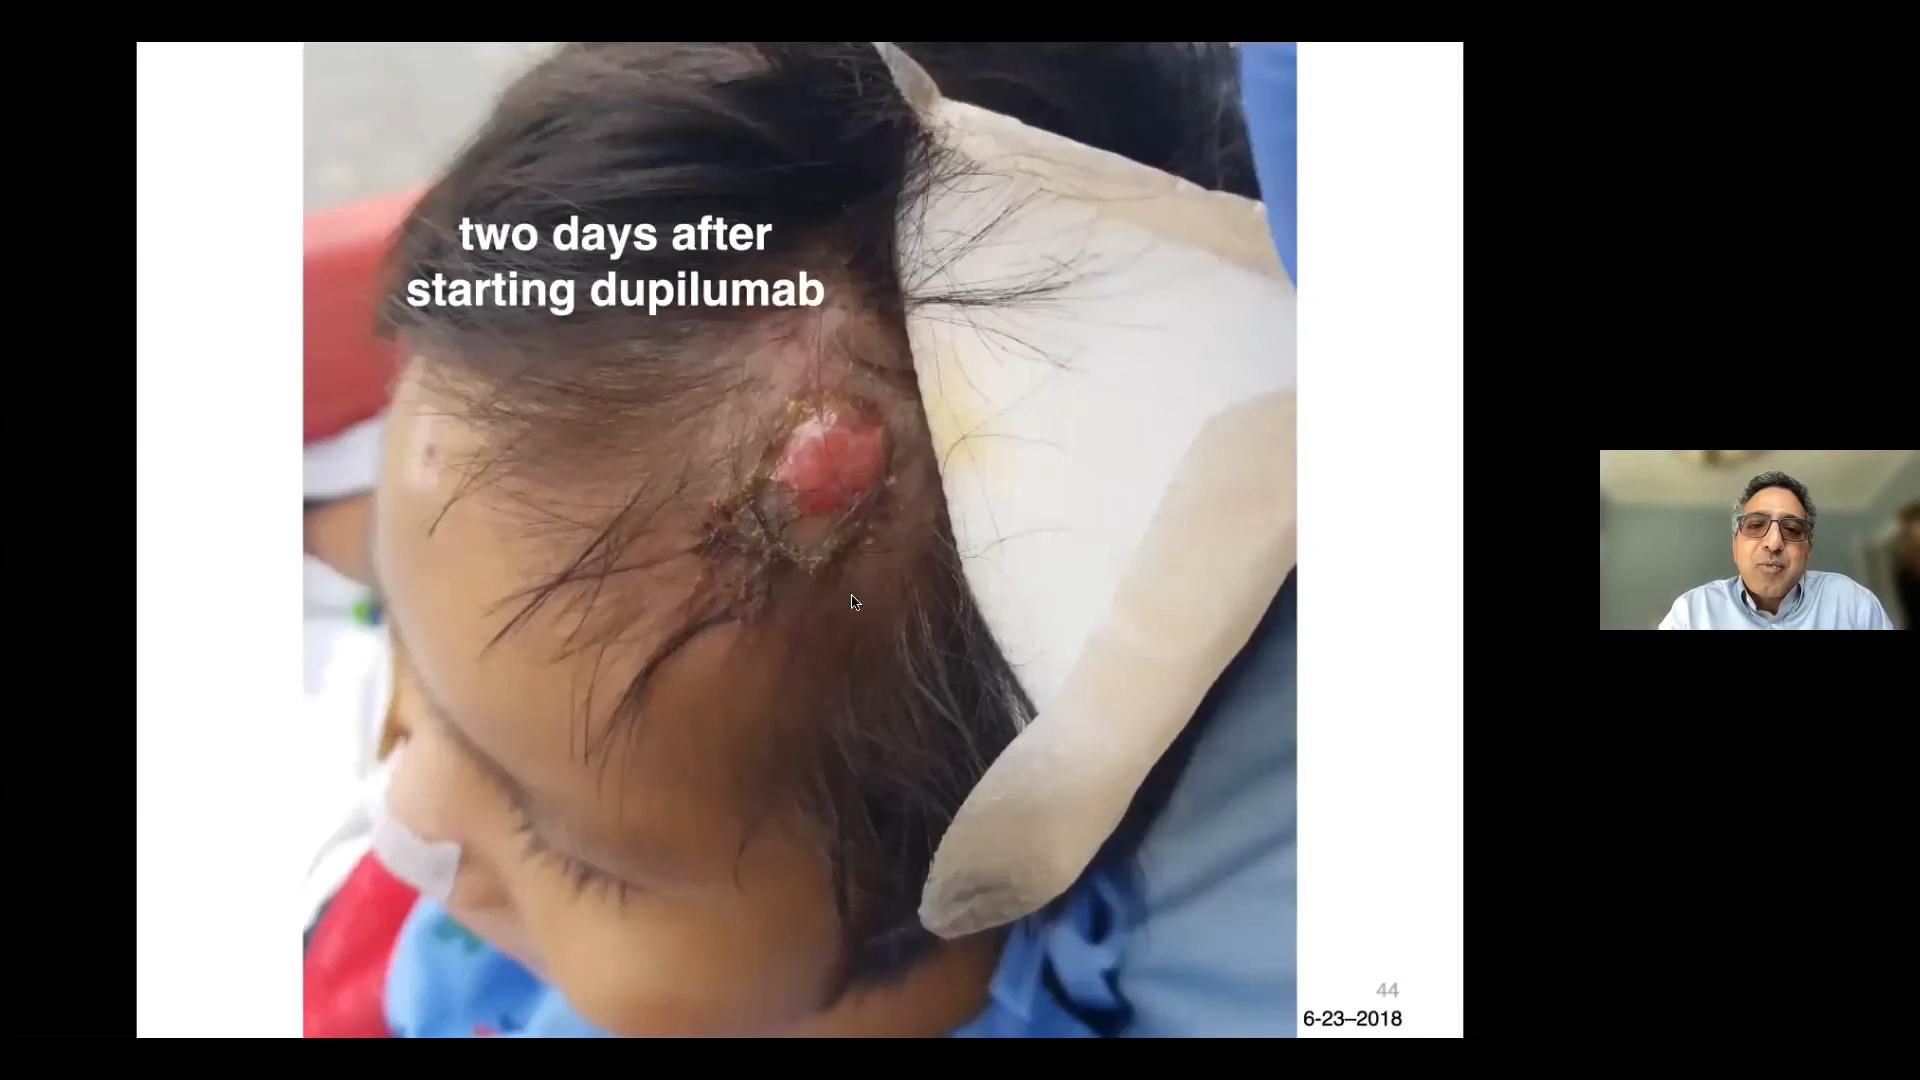 two days after
starting dupilumab
44
6-23–2018